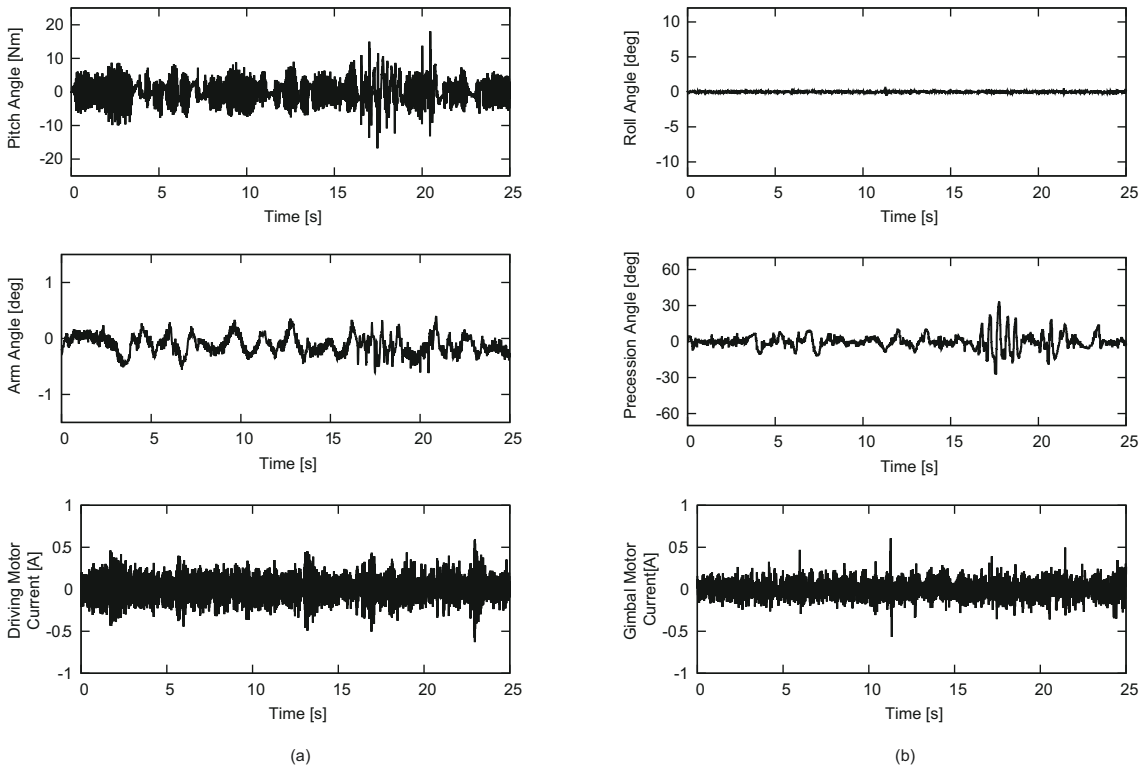 Pitch Angle [Nm]
20
10
0
-10
-20
0 5 10 15 20 25
Time [s]
Arm Angle [deg]
1
0
-1
0 5 10 15 20 25
Time [s]
Driving Motor
Current [A]
1
0.5
0
-0.5
-1
0 5 10 15 20 25
Time [s]
(a)
Roll Angle [deg]
10
5
0
-5
-10
0 5 10 15 20 25
Time [s]
Precession Angle [deg]
60
30
0
-30
-60
0 5 10 15 20 25
Time [s]
Gimbal Motor
Current[A]
1
0.5
0
-0.5
-1
0 5 10 15 20 25
Time [s]
(b)